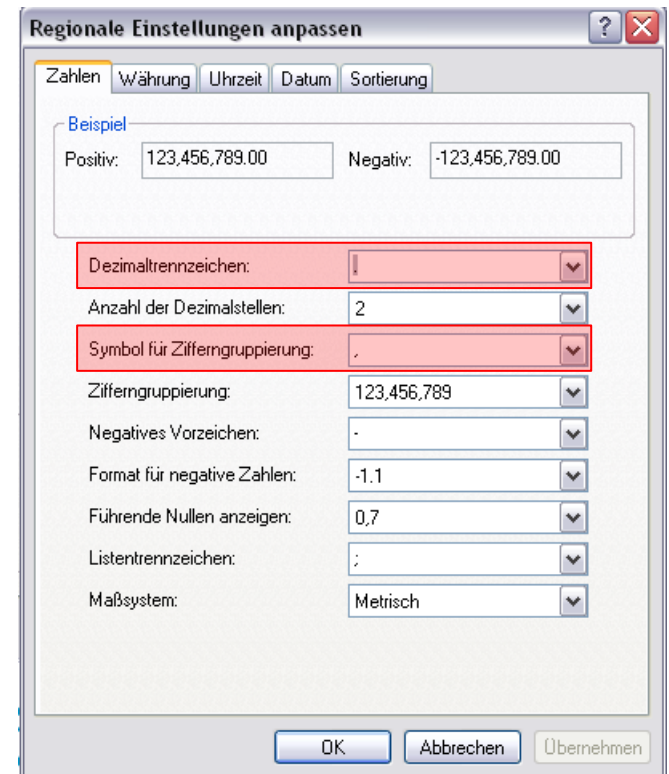 Regionale Einstellungen anpassen
Zahlen Währung Uhrzeit Datum Sortierung
Beispiel
Positiv: 123,456,789.00 Negativ: -123,456,789.00
Dezimaltrennzeichen: .
Anzahl der Dezimalstellen: 2
Symbol für Zifferngruppierung: ,
Zifferngruppierung: 123,456,789
Negatives Vorzeichen: -
Format für negative Zahlen: -1.1
Führende Nullen anzeigen: 0,7
Listentrennzeichen: ;
Maßsystem: Metrisch
OK Abbrechen Übernehmen